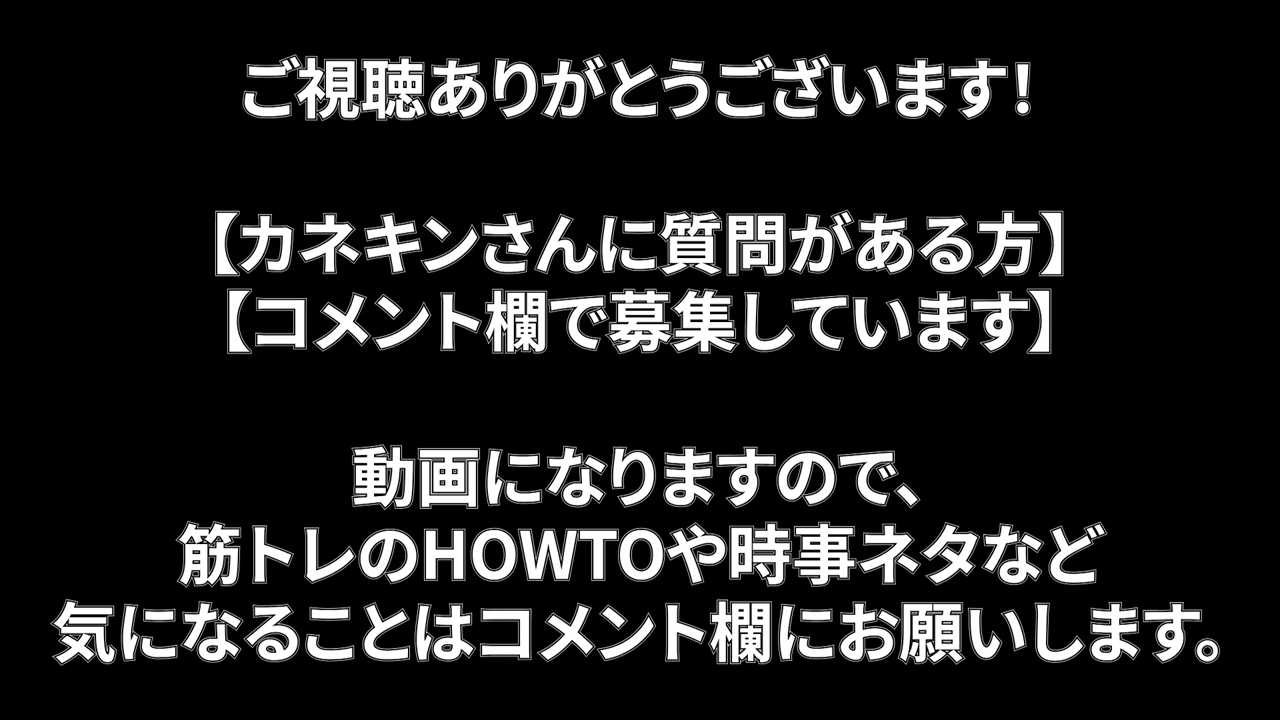 ご視聴ありがとうございます!
【カネキンさんに質問がある方】
【コメント欄で募集しています】
動画になりますので、
筋トレのHOWTOや時事ネタなど
気になることはコメント欄にお願いします。